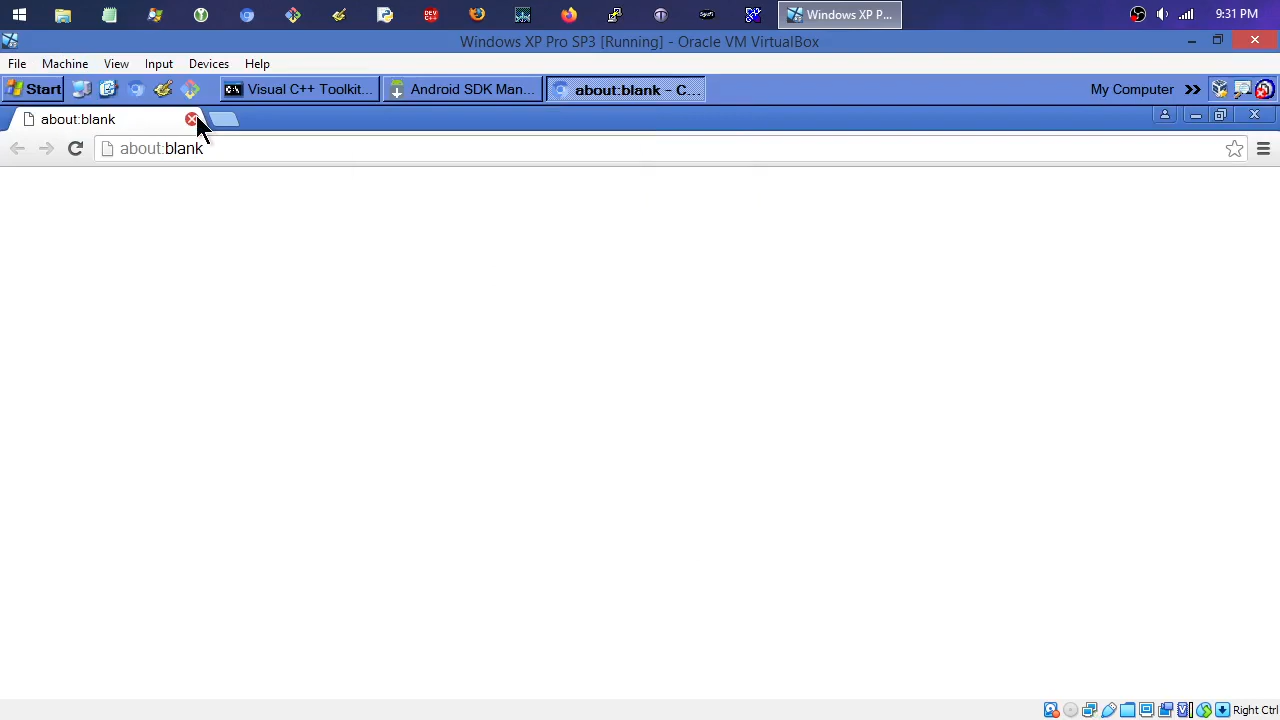 Windows XP P...
9:31 PM
Windows XP Pro SP3 [Running] - Oracle VM VirtualBox
File Machine View Input Devices Help
Start Visual C++ Toolkit... Android SDK Man... about:blank - C... My Computer »
about:blank
about:blank
Right Ctrl